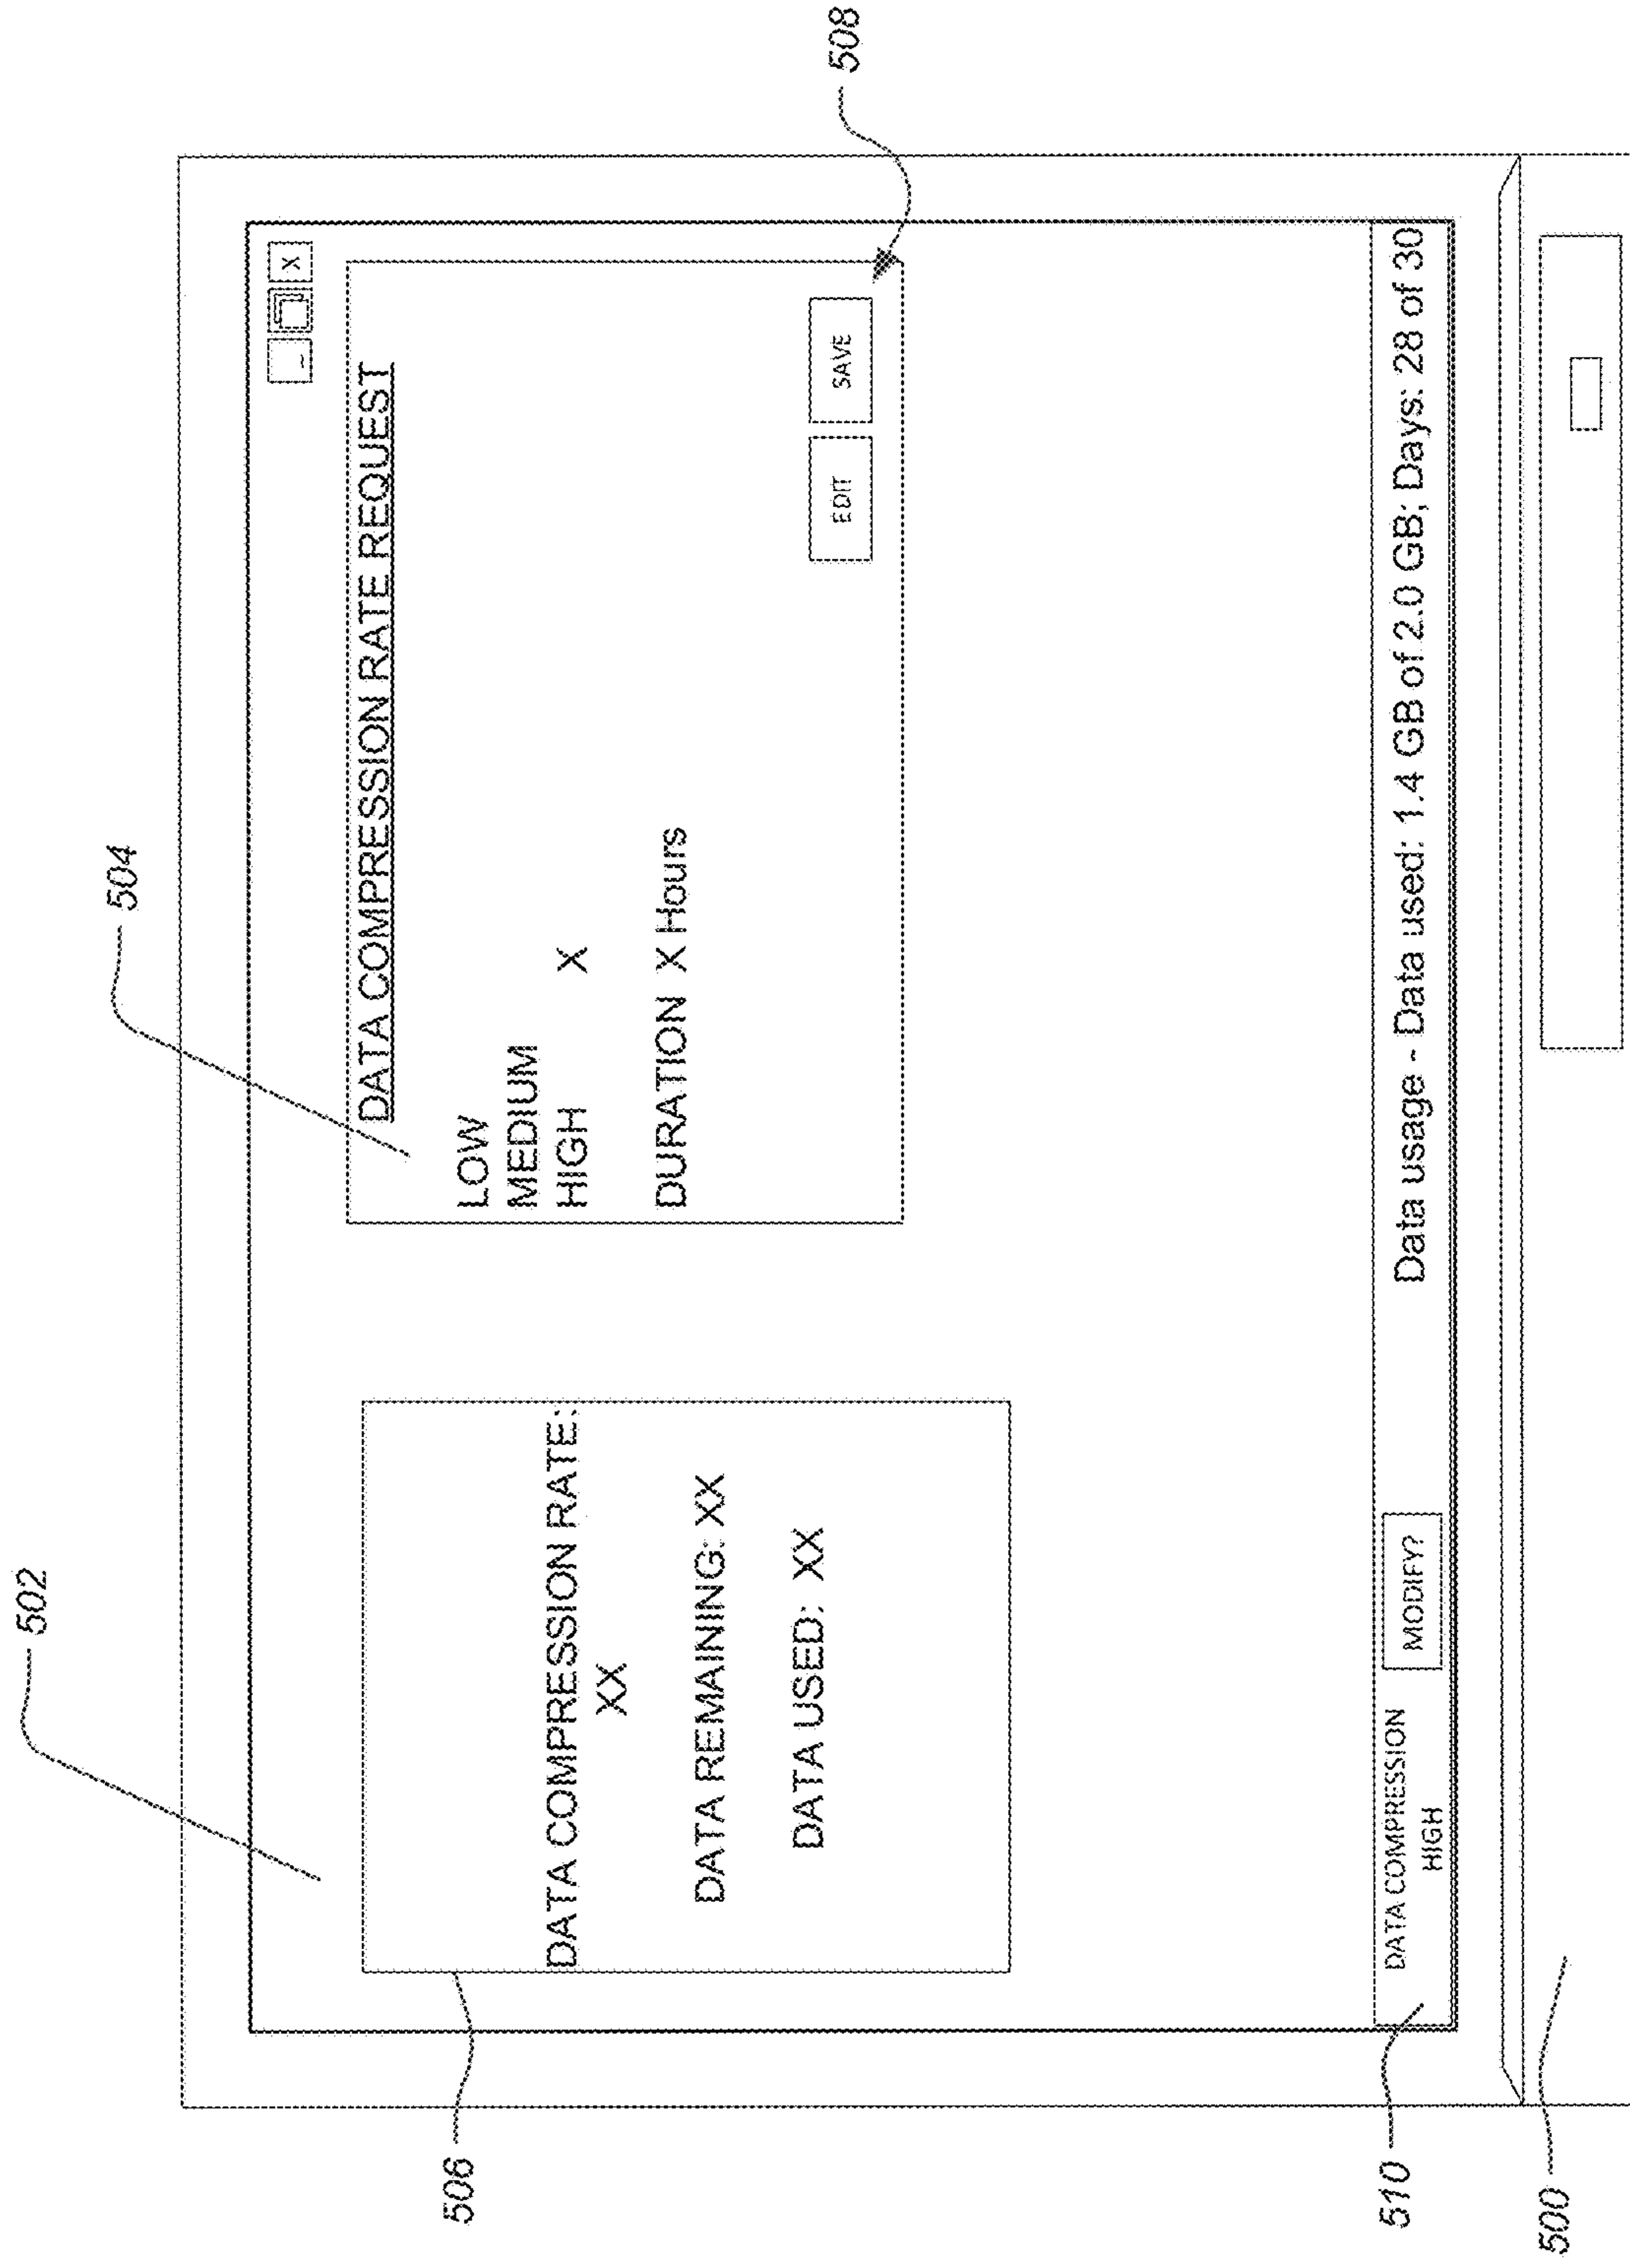 502
504
508
_
X
DATA COMPRESSION RATE REQUEST
LOW
MEDIUM
HIGH X
DURATION X Hours
EDIT
SAVE
506
DATA COMPRESSION RATE:
XX
DATA REMAINING: XX
DATA USED: XX
510
DATA COMPRESSION
HIGH
MODIFY?
Data usage - Data used: 1.4 GB of 2.0 GB; Days: 28 of 30
500